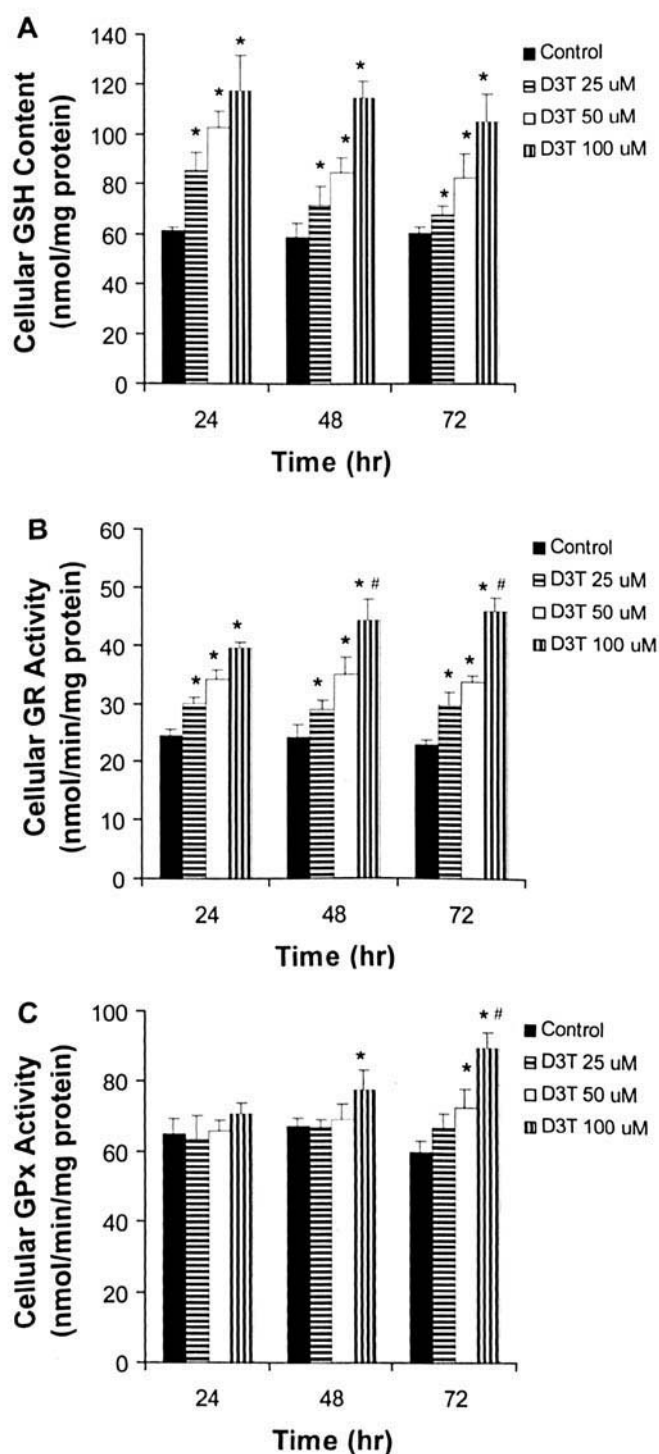 A
Cellular GSH Content
(nmol/mg protein)
140
120
100
80
60
40
20
0
* * *
* * *
* * *
Control
D3T 25 uM
D3T 50 uM
D3T 100 uM
24 48 72
Time (hr)
B
Cellular GR Activity
(nmol/min/mg protein)
60
50
40
30
20
10
0
* * *
* * * #
* * * #
Control
D3T 25 uM
D3T 50 uM
D3T 100 uM
24 48 72
Time (hr)
C
Cellular GPx Activity
(nmol/min/mg protein)
100
80
60
40
20
0
*
* * #
Control
D3T 25 uM
D3T 50 uM
D3T 100 uM
24 48 72
Time (hr)